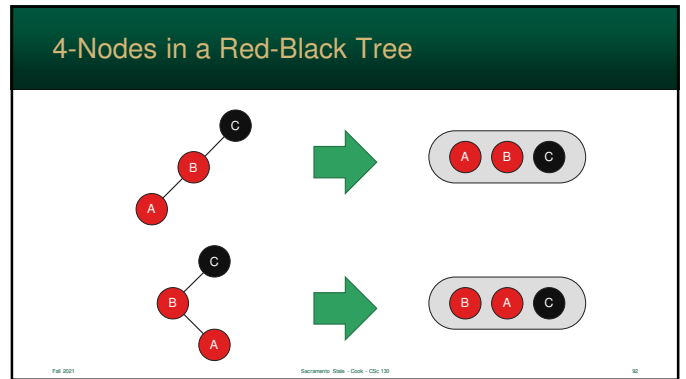 4-Nodes in a Red-Black Tree
C
B
A
A B C
C
B
A
B A C
Fall 2021 Sacramento State - Cook - CSc 130 92